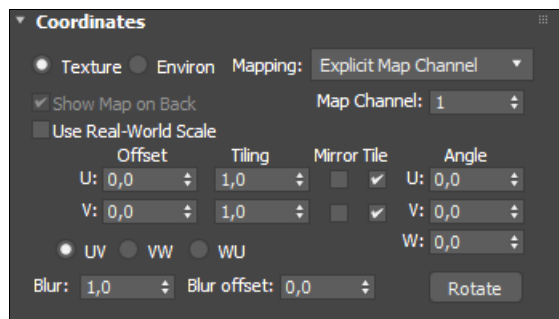 Coordinates
Texture Environ Mapping: Explicit Map Channel
Show Map on Back Map Channel: 1
Use Real-World Scale
Offset Tiling Mirror Tile Angle
U: 0,0 1,0 U: 0,0
V: 0,0 1,0 V: 0,0
W: 0,0
UV VW WU
Blur: 1,0 Blur offset: 0,0 Rotate